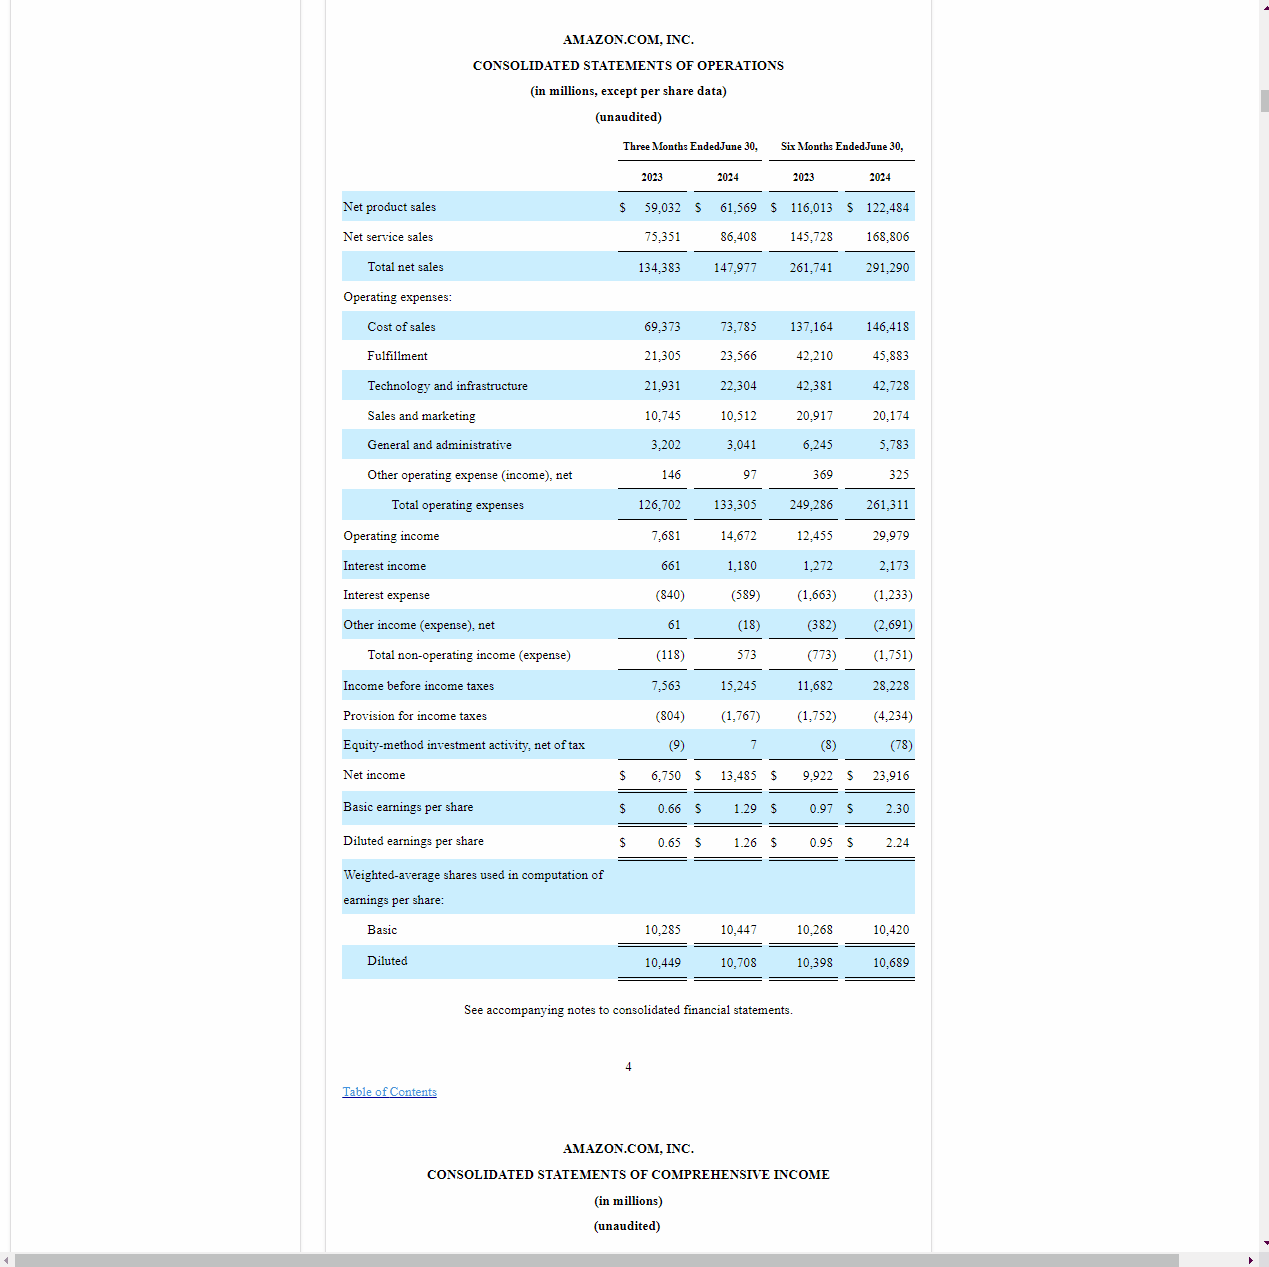 AMAZON.COM, INC.
CONSOLIDATED STATEMENTS OF OPERATIONS
(in millions, except per share data)
(unaudited)
Three Months EndedJune 30, Six Months EndedJune 30,
2023 2024 2023 2024
Net product sales $ 59,032 $ 61,569 $ 116,013 $ 122,484
Net service sales 75,351 86,408 145,728 168,806
Total net sales 134,383 147,977 261,741 291,290
Operating expenses:
Cost of sales 69,373 73,785 137,164 146,418
Fulfillment 21,305 23,566 42,210 45,883
Technology and infrastructure 21,931 22,304 42,381 42,728
Sales and marketing 10,745 10,512 20,917 20,174
General and administrative 3,202 3,041 6,245 5,783
Other operating expense (income), net 146 97 369 325
Total operating expenses 126,702 133,305 249,286 261,311
Operating income 7,681 14,672 12,455 29,979
Interest income 661 1,180 1,272 2,173
Interest expense (840) (589) (1,663) (1,233)
Other income (expense), net 61 (18) (382) (2,691)
Total non-operating income (expense) (118) 573 (773) (1,751)
Income before income taxes 7,563 15,245 11,682 28,228
Provision for income taxes (804) (1,767) (1,752) (4,234)
Equity-method investment activity, net of tax (9) 7 (8) (78)
Net income $ 6,750 $ 13,485 $ 9,922 $ 23,916
Basic earnings per share $ 0.66 $ 1.29 $ 0.97 $ 2.30
Diluted earnings per share $ 0.65 $ 1.26 $ 0.95 $ 2.24
Weighted-average shares used in computation of
earnings per share:
Basic 10,285 10,447 10,268 10,420
Diluted 10,449 10,708 10,398 10,689
See accompanying notes to consolidated financial statements.
4
Table of Contents
AMAZON.COM, INC.
CONSOLIDATED STATEMENTS OF COMPREHENSIVE INCOME
(in millions)
(unaudited)